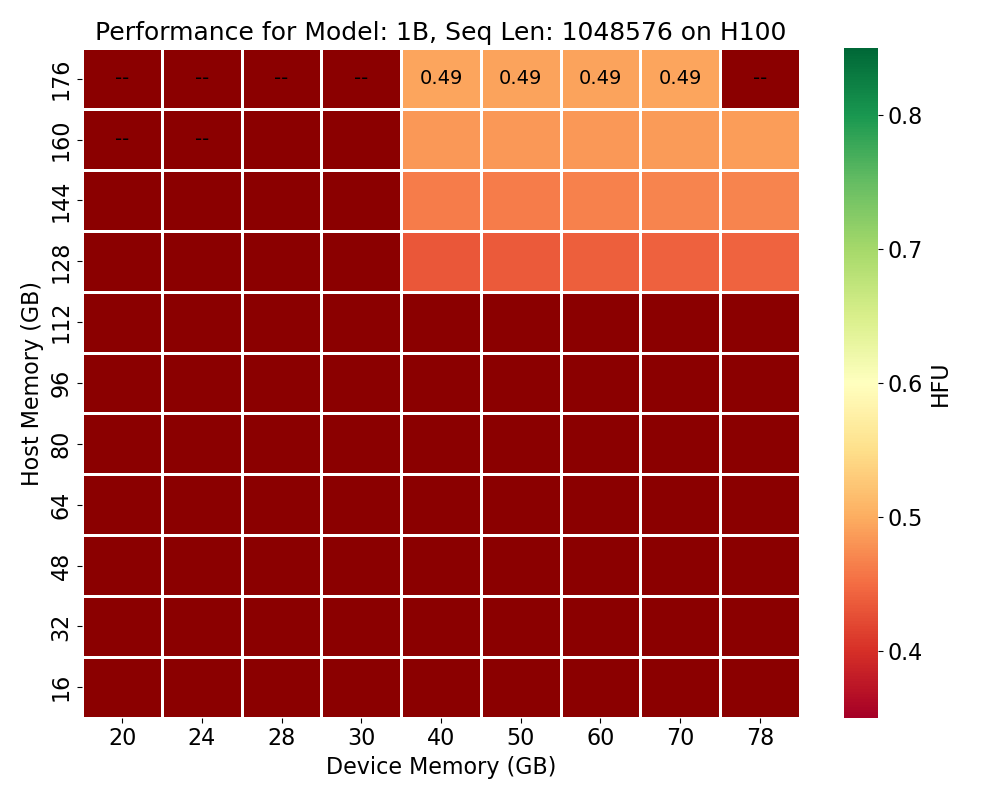 Performance for Model: 1B, Seq Len: 1048576 on H100
176 -- -- -- -- 0.49 0.49 0.49 0.49 --
160 -- --
144
128
112
96
80
64
48
32
16
Host Memory (GB)
20 24 28 30 40 50 60 70 78
Device Memory (GB)
0.8
0.7
0.6
0.5
0.4
HFU